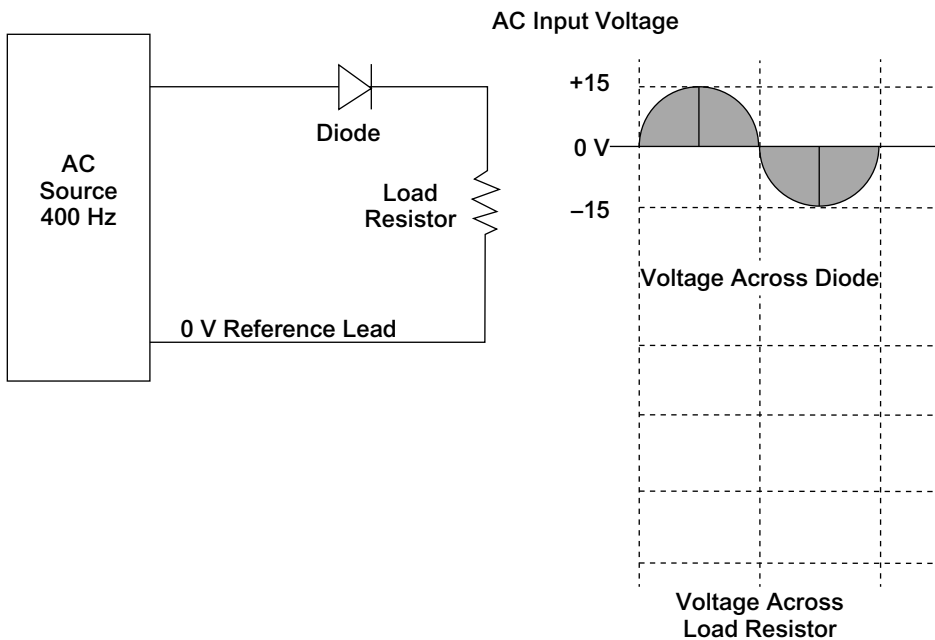 AC Input Voltage
+15
0 V
−15
AC
Source
400 Hz
Diode
Load
Resistor
0 V Reference Lead
Voltage Across Diode
Voltage Across
Load Resistor